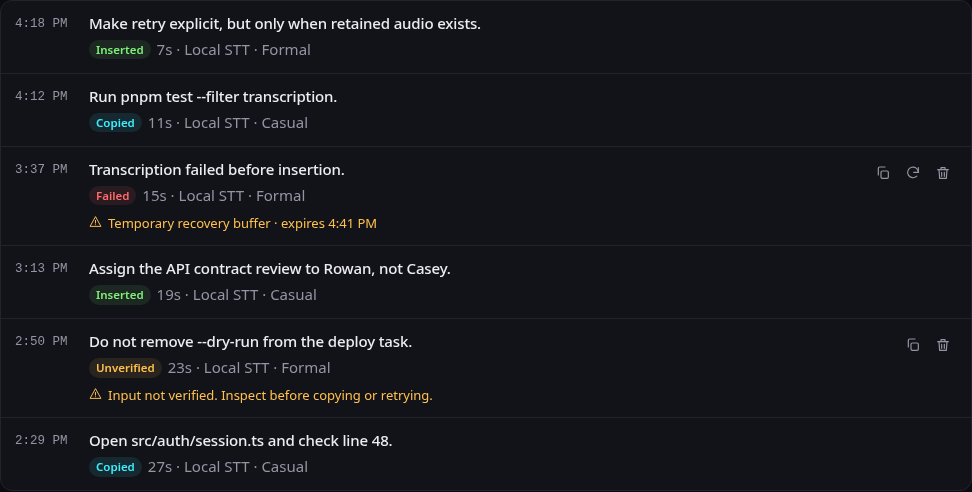 4:18 PM Make retry explicit, but only when retained audio exists.
Inserted 7s · Local STT · Formal
4:12 PM Run pnpm test --filter transcription.
Copied 11s · Local STT · Casual
3:37 PM Transcription failed before insertion.
Failed 15s · Local STT · Formal
Temporary recovery buffer · expires 4:41 PM
3:13 PM Assign the API contract review to Rowan, not Casey.
Inserted 19s · Local STT · Casual
2:50 PM Do not remove --dry-run from the deploy task.
Unverified 23s · Local STT · Formal
Input not verified. Inspect before copying or retrying.
2:29 PM Open src/auth/session.ts and check line 48.
Copied 27s · Local STT · Casual